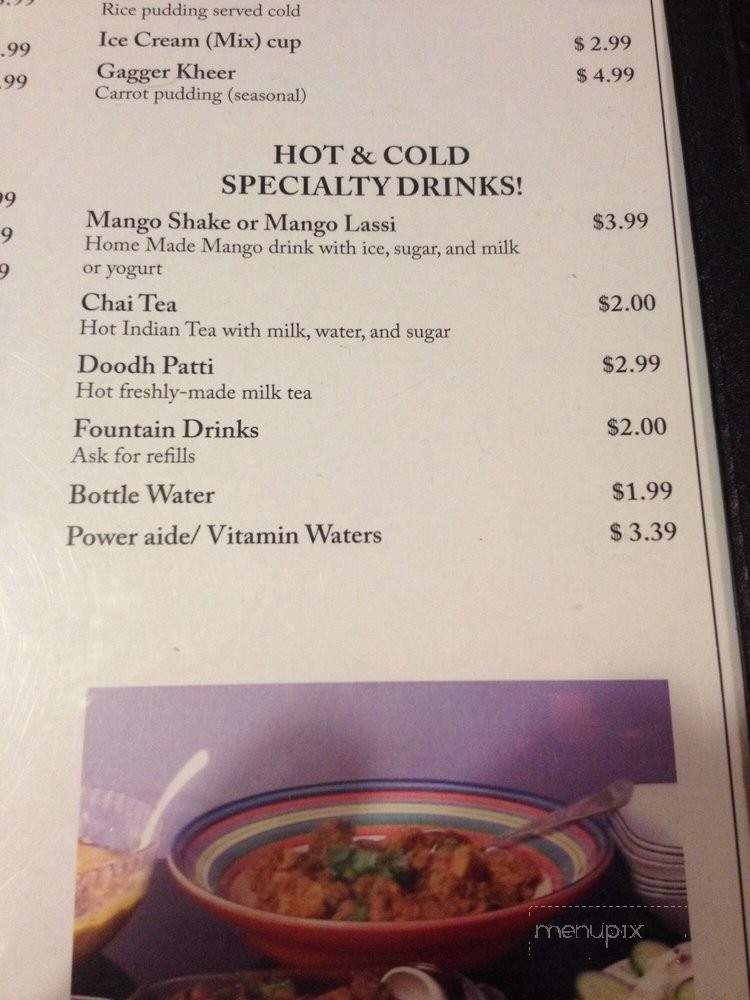 Rice pudding served cold
.99
Ice Cream (Mix) cup $ 2.99
.99
Gagger Kheer $ 4.99
Carrot pudding (seasonal)
HOT & COLD
SPECIALTY DRINKS!
Mango Shake or Mango Lassi $3.99
Home Made Mango drink with ice, sugar, and milk
or yogurt
Chai Tea $2.00
Hot Indian Tea with milk, water, and sugar
Doodh Patti $2.99
Hot freshly-made milk tea
Fountain Drinks $2.00
Ask for refills
Bottle Water $1.99
Power aide/ Vitamin Waters $ 3.39
menupix